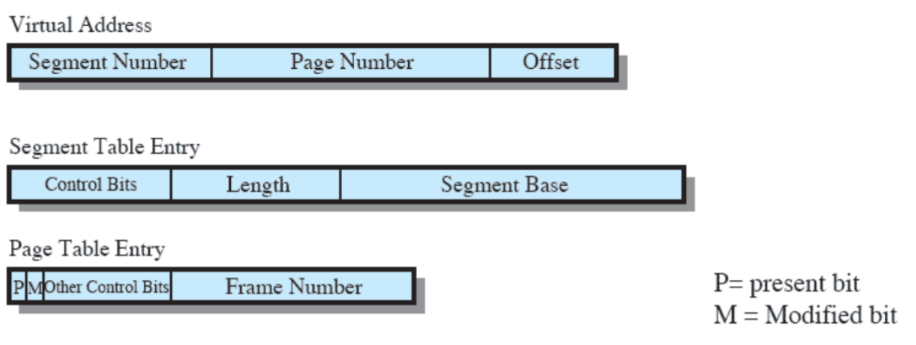 Virtual Address
Segment Number Page Number Offset
Segment Table Entry
Control Bits Length Segment Base
Page Table Entry
P M Other Control Bits Frame Number
P= present bit
M = Modified bit